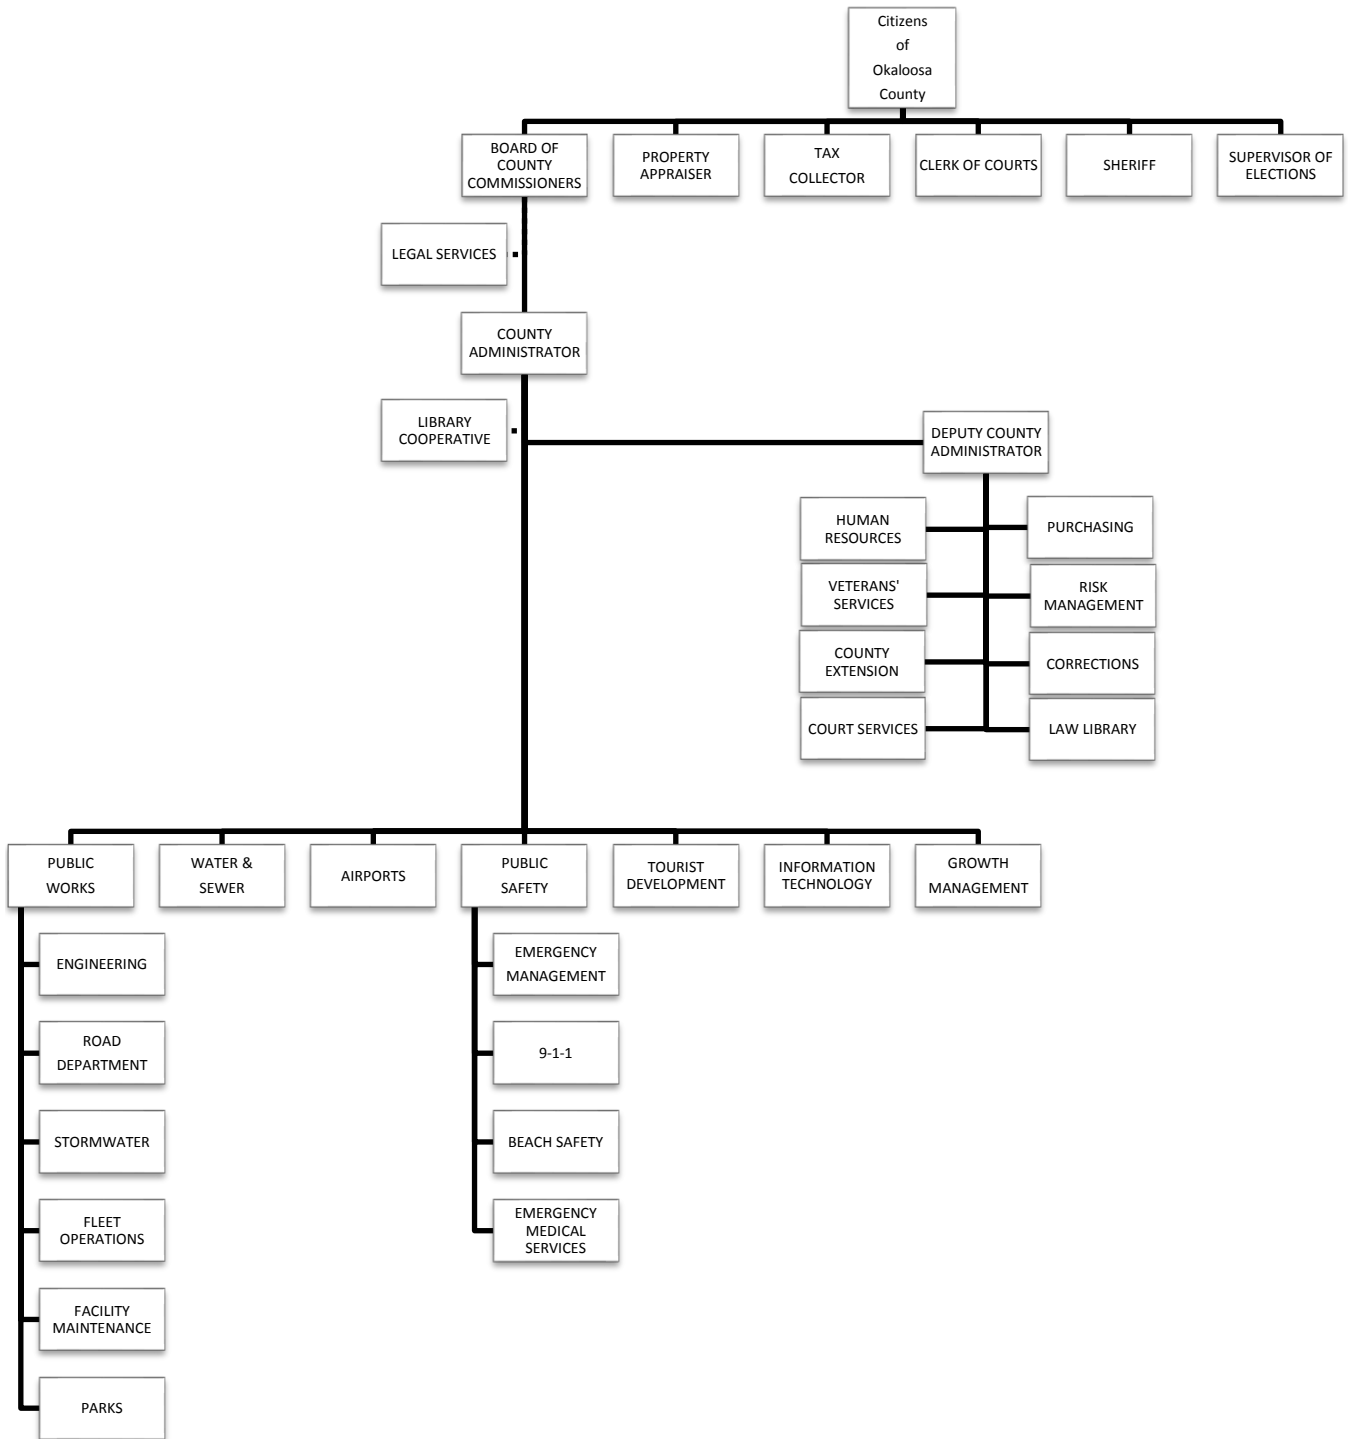 Citizens
of
Okaloosa
County
BOARD OF
COUNTY
COMMISSIONERS
PROPERTY
APPRAISER
TAX
COLLECTOR
CLERK OF COURTS
SHERIFF
SUPERVISOR OF
ELECTIONS
LEGAL SERVICES
COUNTY
ADMINISTRATOR
LIBRARY
COOPERATIVE
DEPUTY COUNTY
ADMINISTRATOR
HUMAN
RESOURCES
PURCHASING
VETERANS'
SERVICES
RISK
MANAGEMENT
COUNTY
EXTENSION
CORRECTIONS
COURT SERVICES
LAW LIBRARY
PUBLIC
WORKS
WATER &
SEWER
AIRPORTS
PUBLIC
SAFETY
TOURIST
DEVELOPMENT
INFORMATION
TECHNOLOGY
GROWTH
MANAGEMENT
ENGINEERING
ROAD
DEPARTMENT
STORMWATER
FLEET
OPERATIONS
FACILITY
MAINTENANCE
PARKS
EMERGENCY
MANAGEMENT
9-1-1
BEACH SAFETY
EMERGENCY
MEDICAL
SERVICES